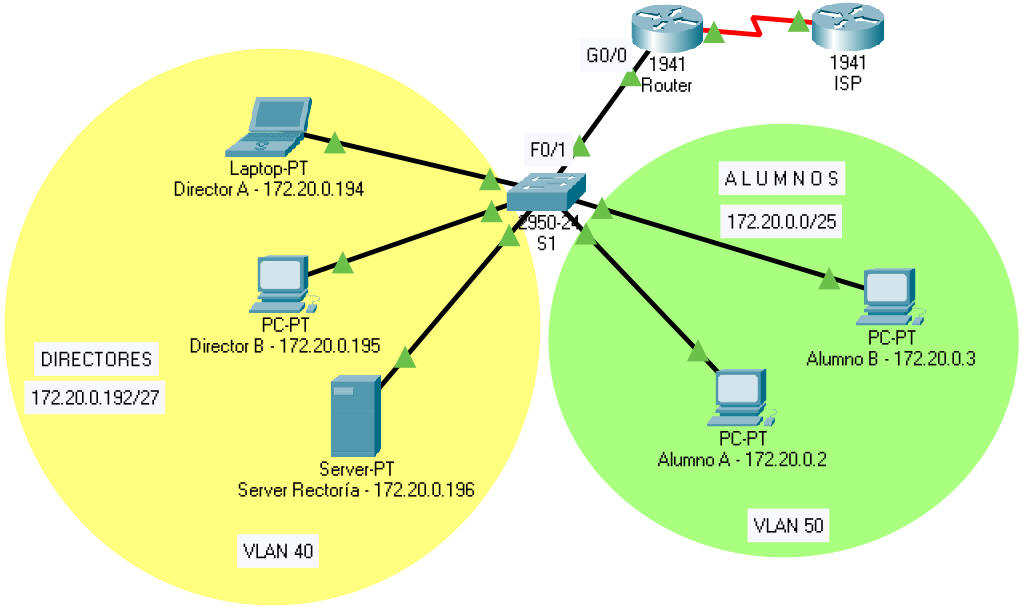 G0/0
1941
Router
1941
ISP
F0/1
2950-24
S1
Laptop-PT
Director A - 172.20.0.194
PC-PT
Director B - 172.20.0.195
DIRECTORES
172.20.0.192/27
Server-PT
Server Rectoría - 172.20.0.196
VLAN 40
A L U M N O S
172.20.0.0/25
PC-PT
Alumno B - 172.20.0.3
PC-PT
Alumno A - 172.20.0.2
VLAN 50